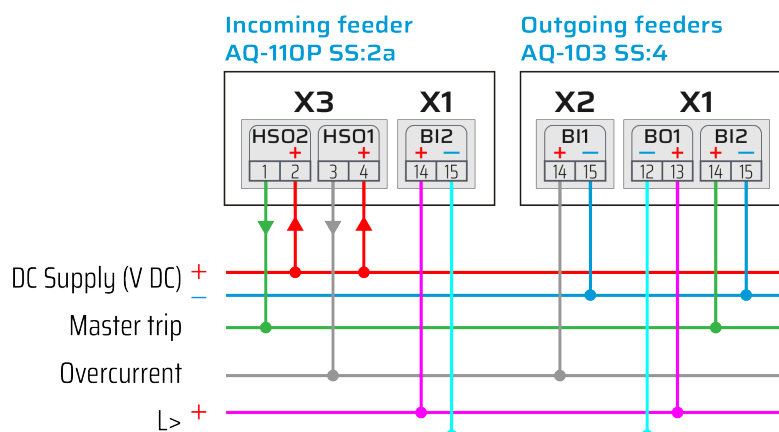 Incoming feeder
AQ-110P SS:2a
Outgoing feeders
AQ-103 SS:4
X3 X1
X2 X1
HSO2 HSO1 BI2
+ + + −
1 2 3 4 14 15
BI1 BO1 BI2
+ − − + + −
14 15 12 13 14 15
DC Supply (V DC) +
−
Master trip
Overcurrent
L> +